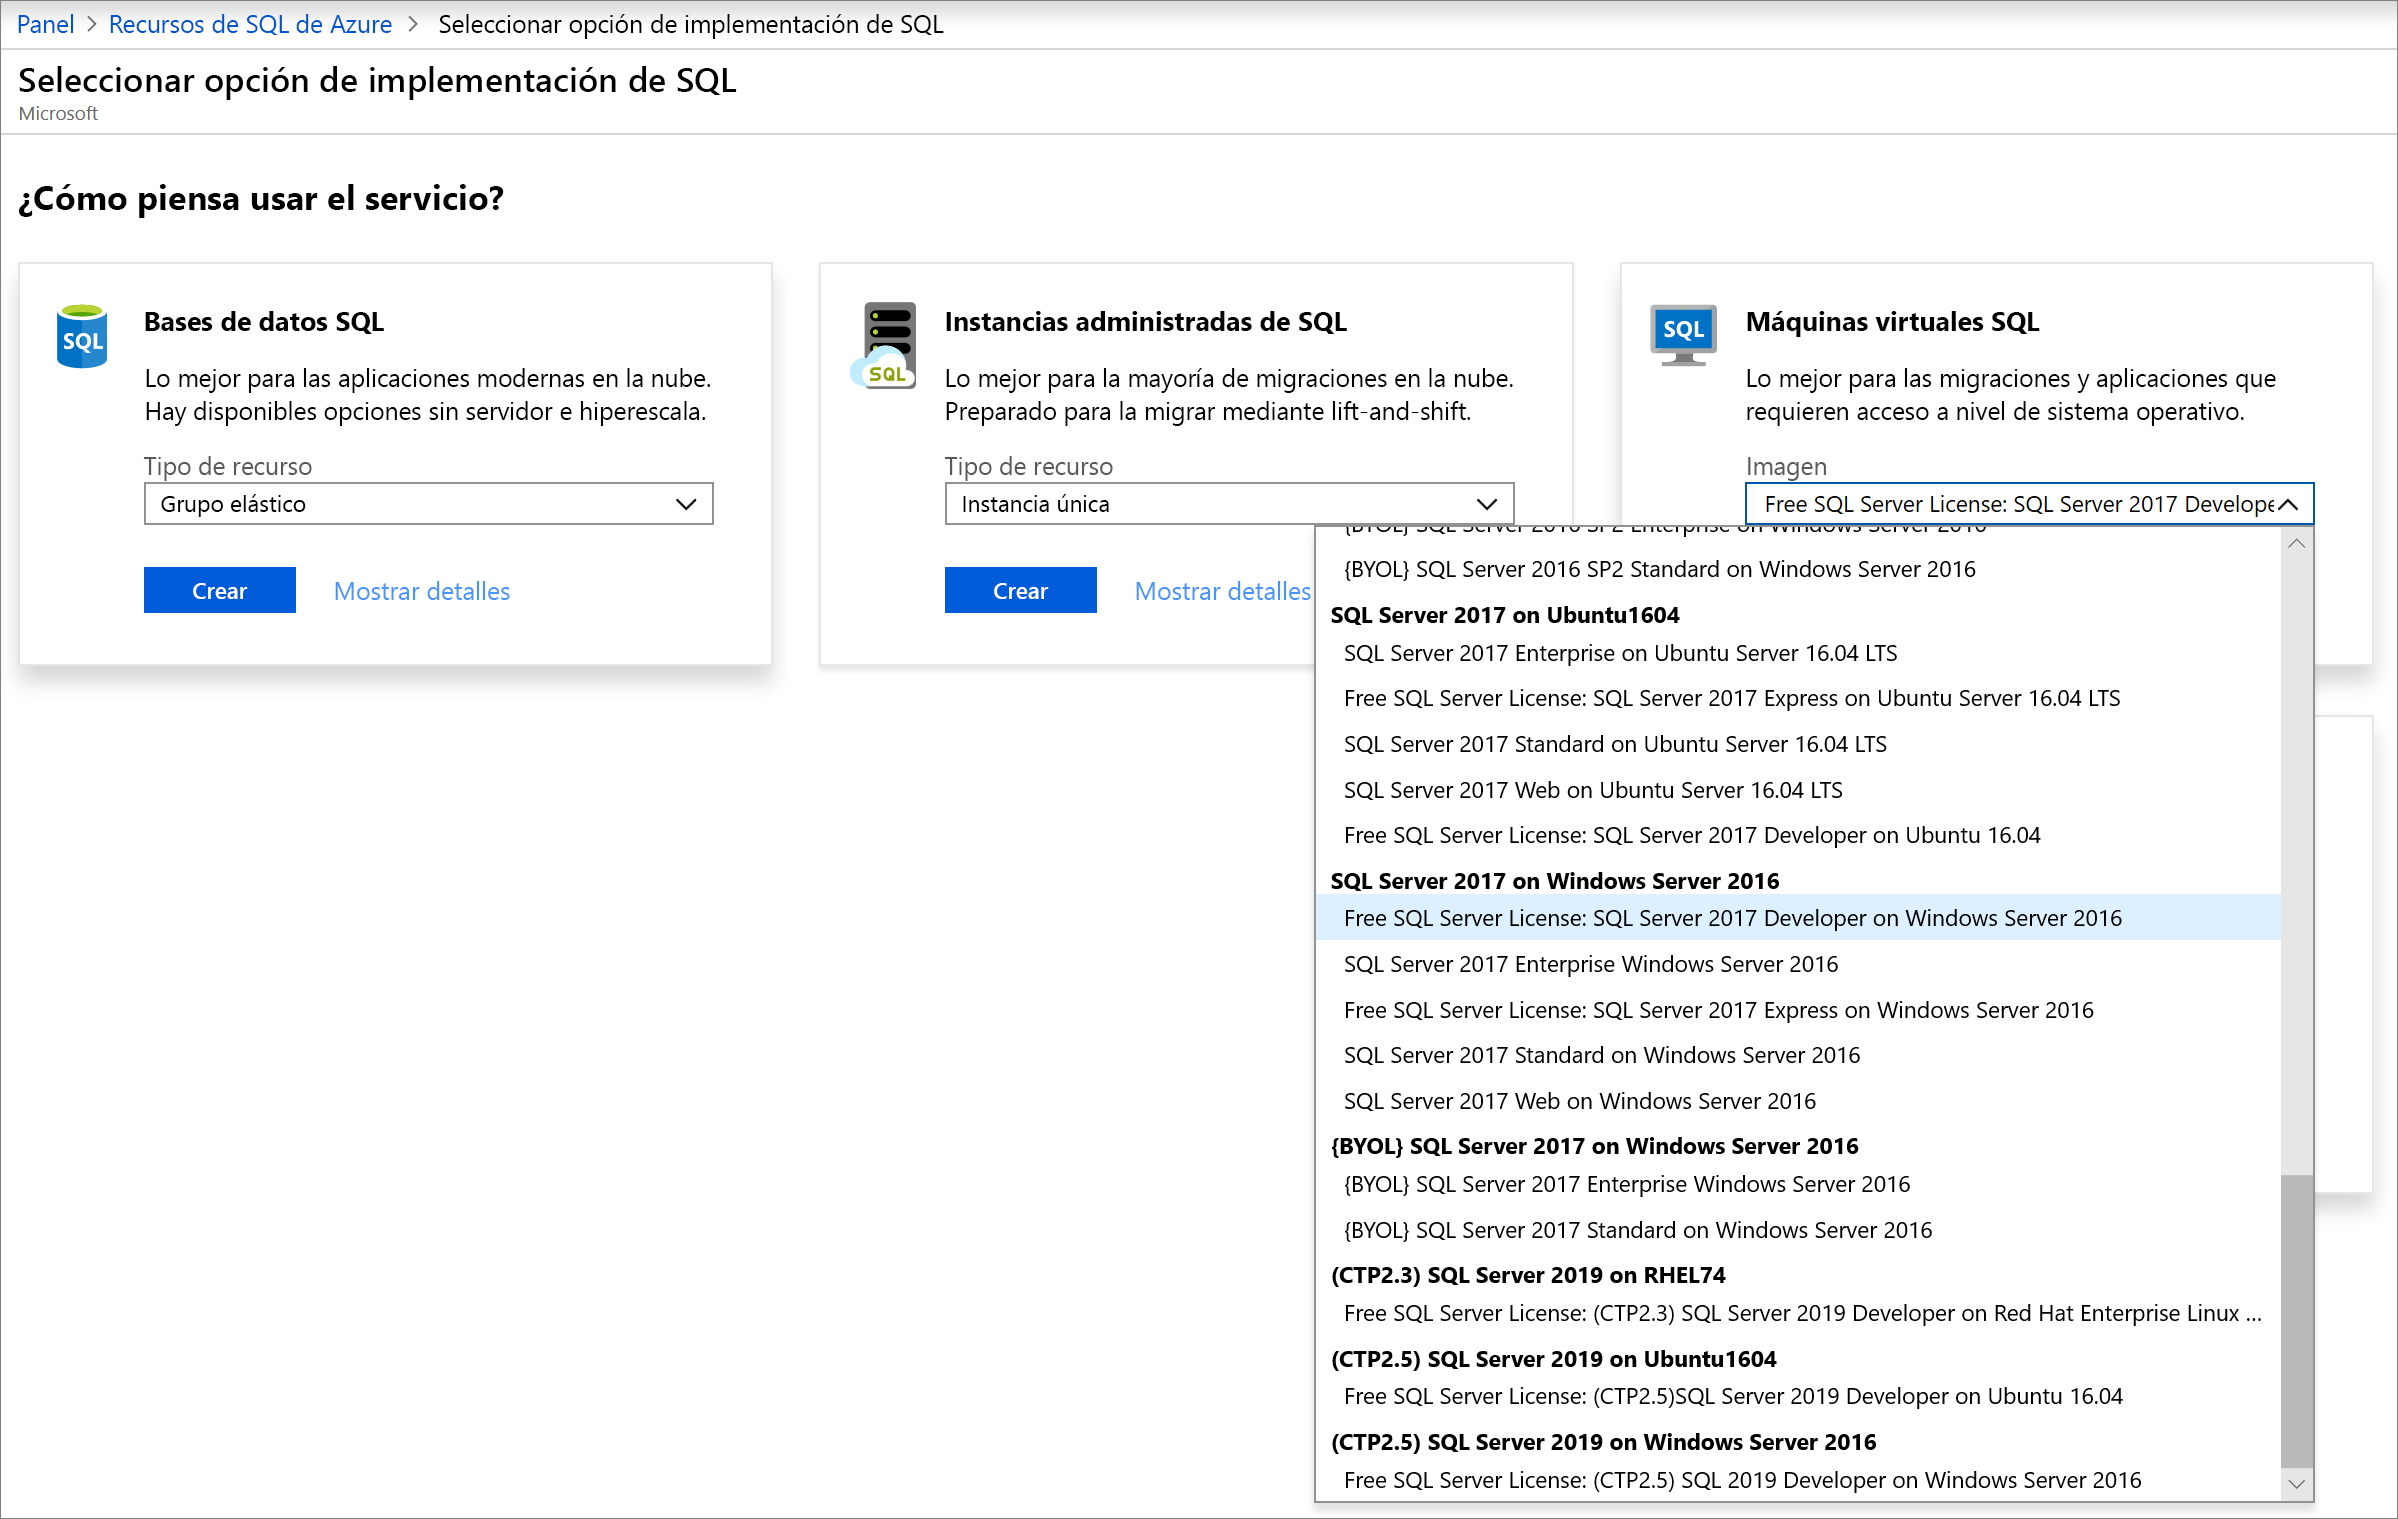 Panel > Recursos de SQL de Azure > Seleccionar opción de implementación de SQL
Seleccionar opción de implementación de SQL
Microsoft
¿Cómo piensa usar el servicio?
SQL
Bases de datos SQL
Lo mejor para las aplicaciones modernas en la nube.
Hay disponibles opciones sin servidor e hiperescala.
Tipo de recurso
Grupo elástico
Crear
Mostrar detalles
SQL
Instancias administradas de SQL
Lo mejor para la mayoría de migraciones en la nube.
Preparado para la migrar mediante lift-and-shift.
Tipo de recurso
Instancia única
Crear
Mostrar detalles
SQL
Máquinas virtuales SQL
Lo mejor para las migraciones y aplicaciones que
requieren acceso a nivel de sistema operativo.
Imagen
Free SQL Server License: SQL Server 2017 Develope
{BYOL} SQL Server 2016 SP2 Enterprise on Windows Server 2016
{BYOL} SQL Server 2016 SP2 Standard on Windows Server 2016
SQL Server 2017 on Ubuntu1604
SQL Server 2017 Enterprise on Ubuntu Server 16.04 LTS
Free SQL Server License: SQL Server 2017 Express on Ubuntu Server 16.04 LTS
SQL Server 2017 Standard on Ubuntu Server 16.04 LTS
SQL Server 2017 Web on Ubuntu Server 16.04 LTS
Free SQL Server License: SQL Server 2017 Developer on Ubuntu 16.04
SQL Server 2017 on Windows Server 2016
Free SQL Server License: SQL Server 2017 Developer on Windows Server 2016
SQL Server 2017 Enterprise Windows Server 2016
Free SQL Server License: SQL Server 2017 Express on Windows Server 2016
SQL Server 2017 Standard on Windows Server 2016
SQL Server 2017 Web on Windows Server 2016
{BYOL} SQL Server 2017 on Windows Server 2016
{BYOL} SQL Server 2017 Enterprise Windows Server 2016
{BYOL} SQL Server 2017 Standard on Windows Server 2016
(CTP2.3) SQL Server 2019 on RHEL74
Free SQL Server License: (CTP2.3) SQL Server 2019 Developer on Red Hat Enterprise Linux ...
(CTP2.5) SQL Server 2019 on Ubuntu1604
Free SQL Server License: (CTP2.5)SQL Server 2019 Developer on Ubuntu 16.04
(CTP2.5) SQL Server 2019 on Windows Server 2016
Free SQL Server License: (CTP2.5) SQL 2019 Developer on Windows Server 2016